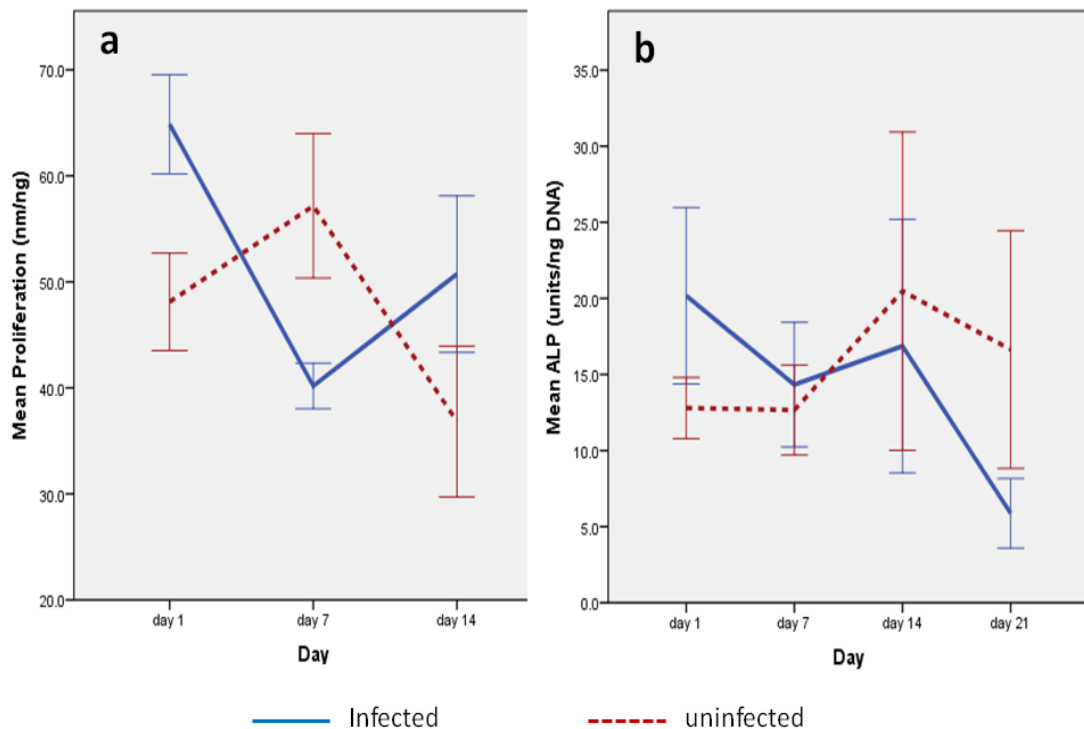 a
Mean Proliferation (nm/ng)
70.0
60.0
50.0
40.0
30.0
20.0
day 1
day 7
day 14
Day
b
Mean ALP (units/ng DNA)
35.0
30.0
25.0
20.0
15.0
10.0
5.0
0.0
day 1
day 7
day 14
day 21
Day
Infected
uninfected